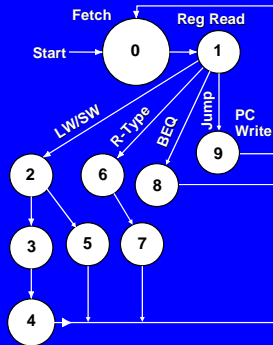 Fetch
Reg Read
Start
0
1
LW/SW
R-Type
BEQ
Jump
PC
Write
2
6
8
9
3
5
7
4